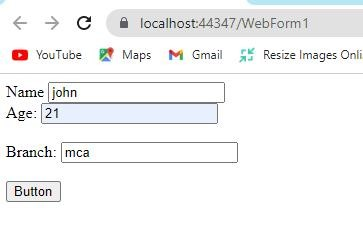 localhost:44347/WebForm1
YouTube Maps Gmail Resize Images Onli
Name john
Age: 21
Branch: mca
Button